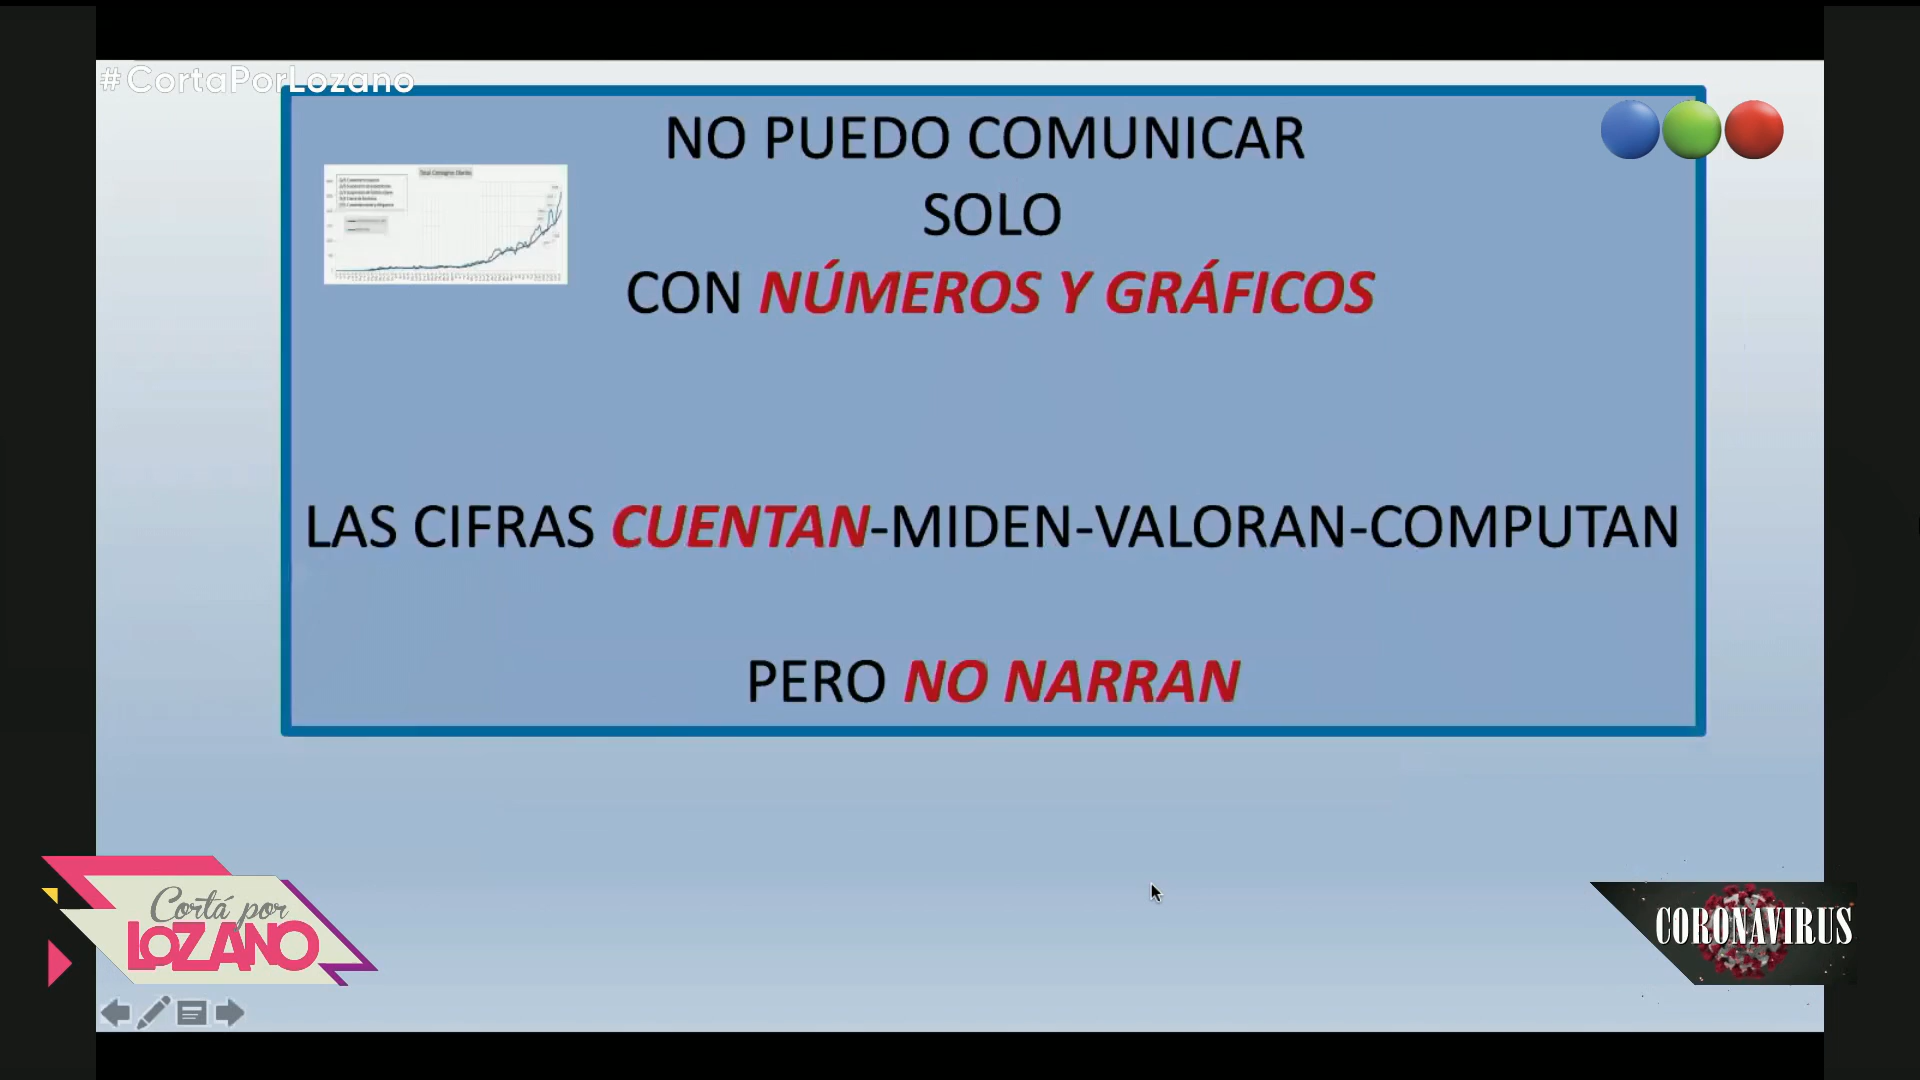 #CortaPorLozano
NO PUEDO COMUNICAR
SOLO
CON NÚMEROS Y GRÁFICOS
LAS CIFRAS CUENTAN-MIDEN-VALORAN-COMPUTAN
PERO NO NARRAN
Cortá por
LOZANO
CORONAVIRUS